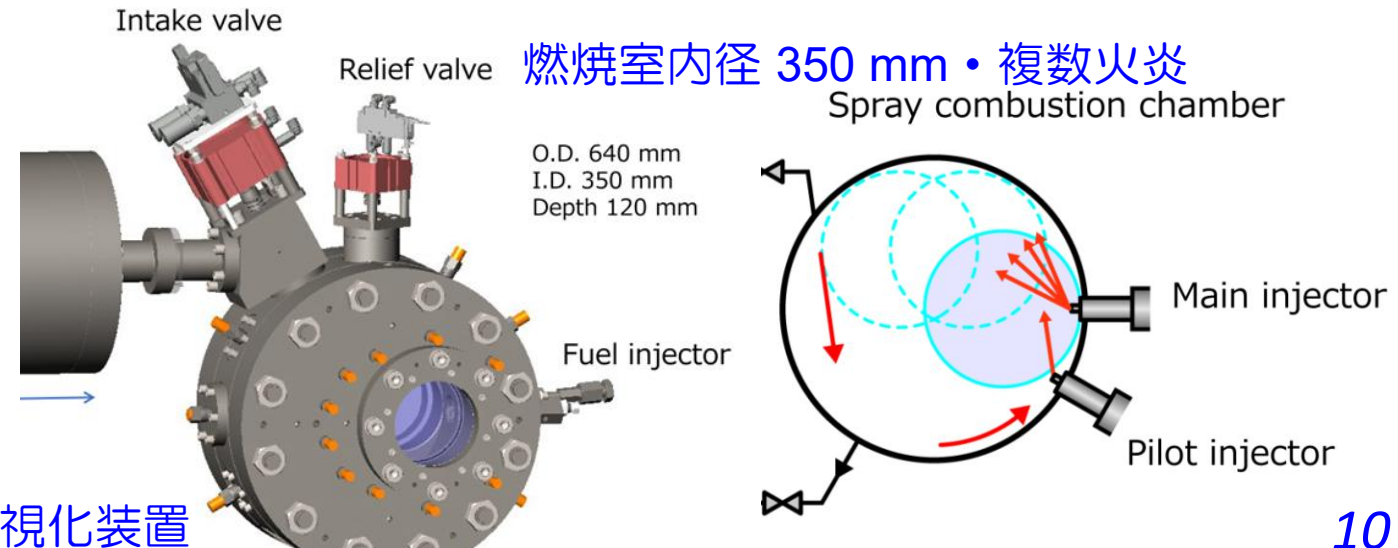 Intake valve
Relief valve
燃焼室内径 350 mm・複数火炎
Spray combustion chamber
O.D. 640 mm
I.D. 350 mm
Depth 120 mm
Fuel injector
Main injector
Pilot injector
視化装置
10